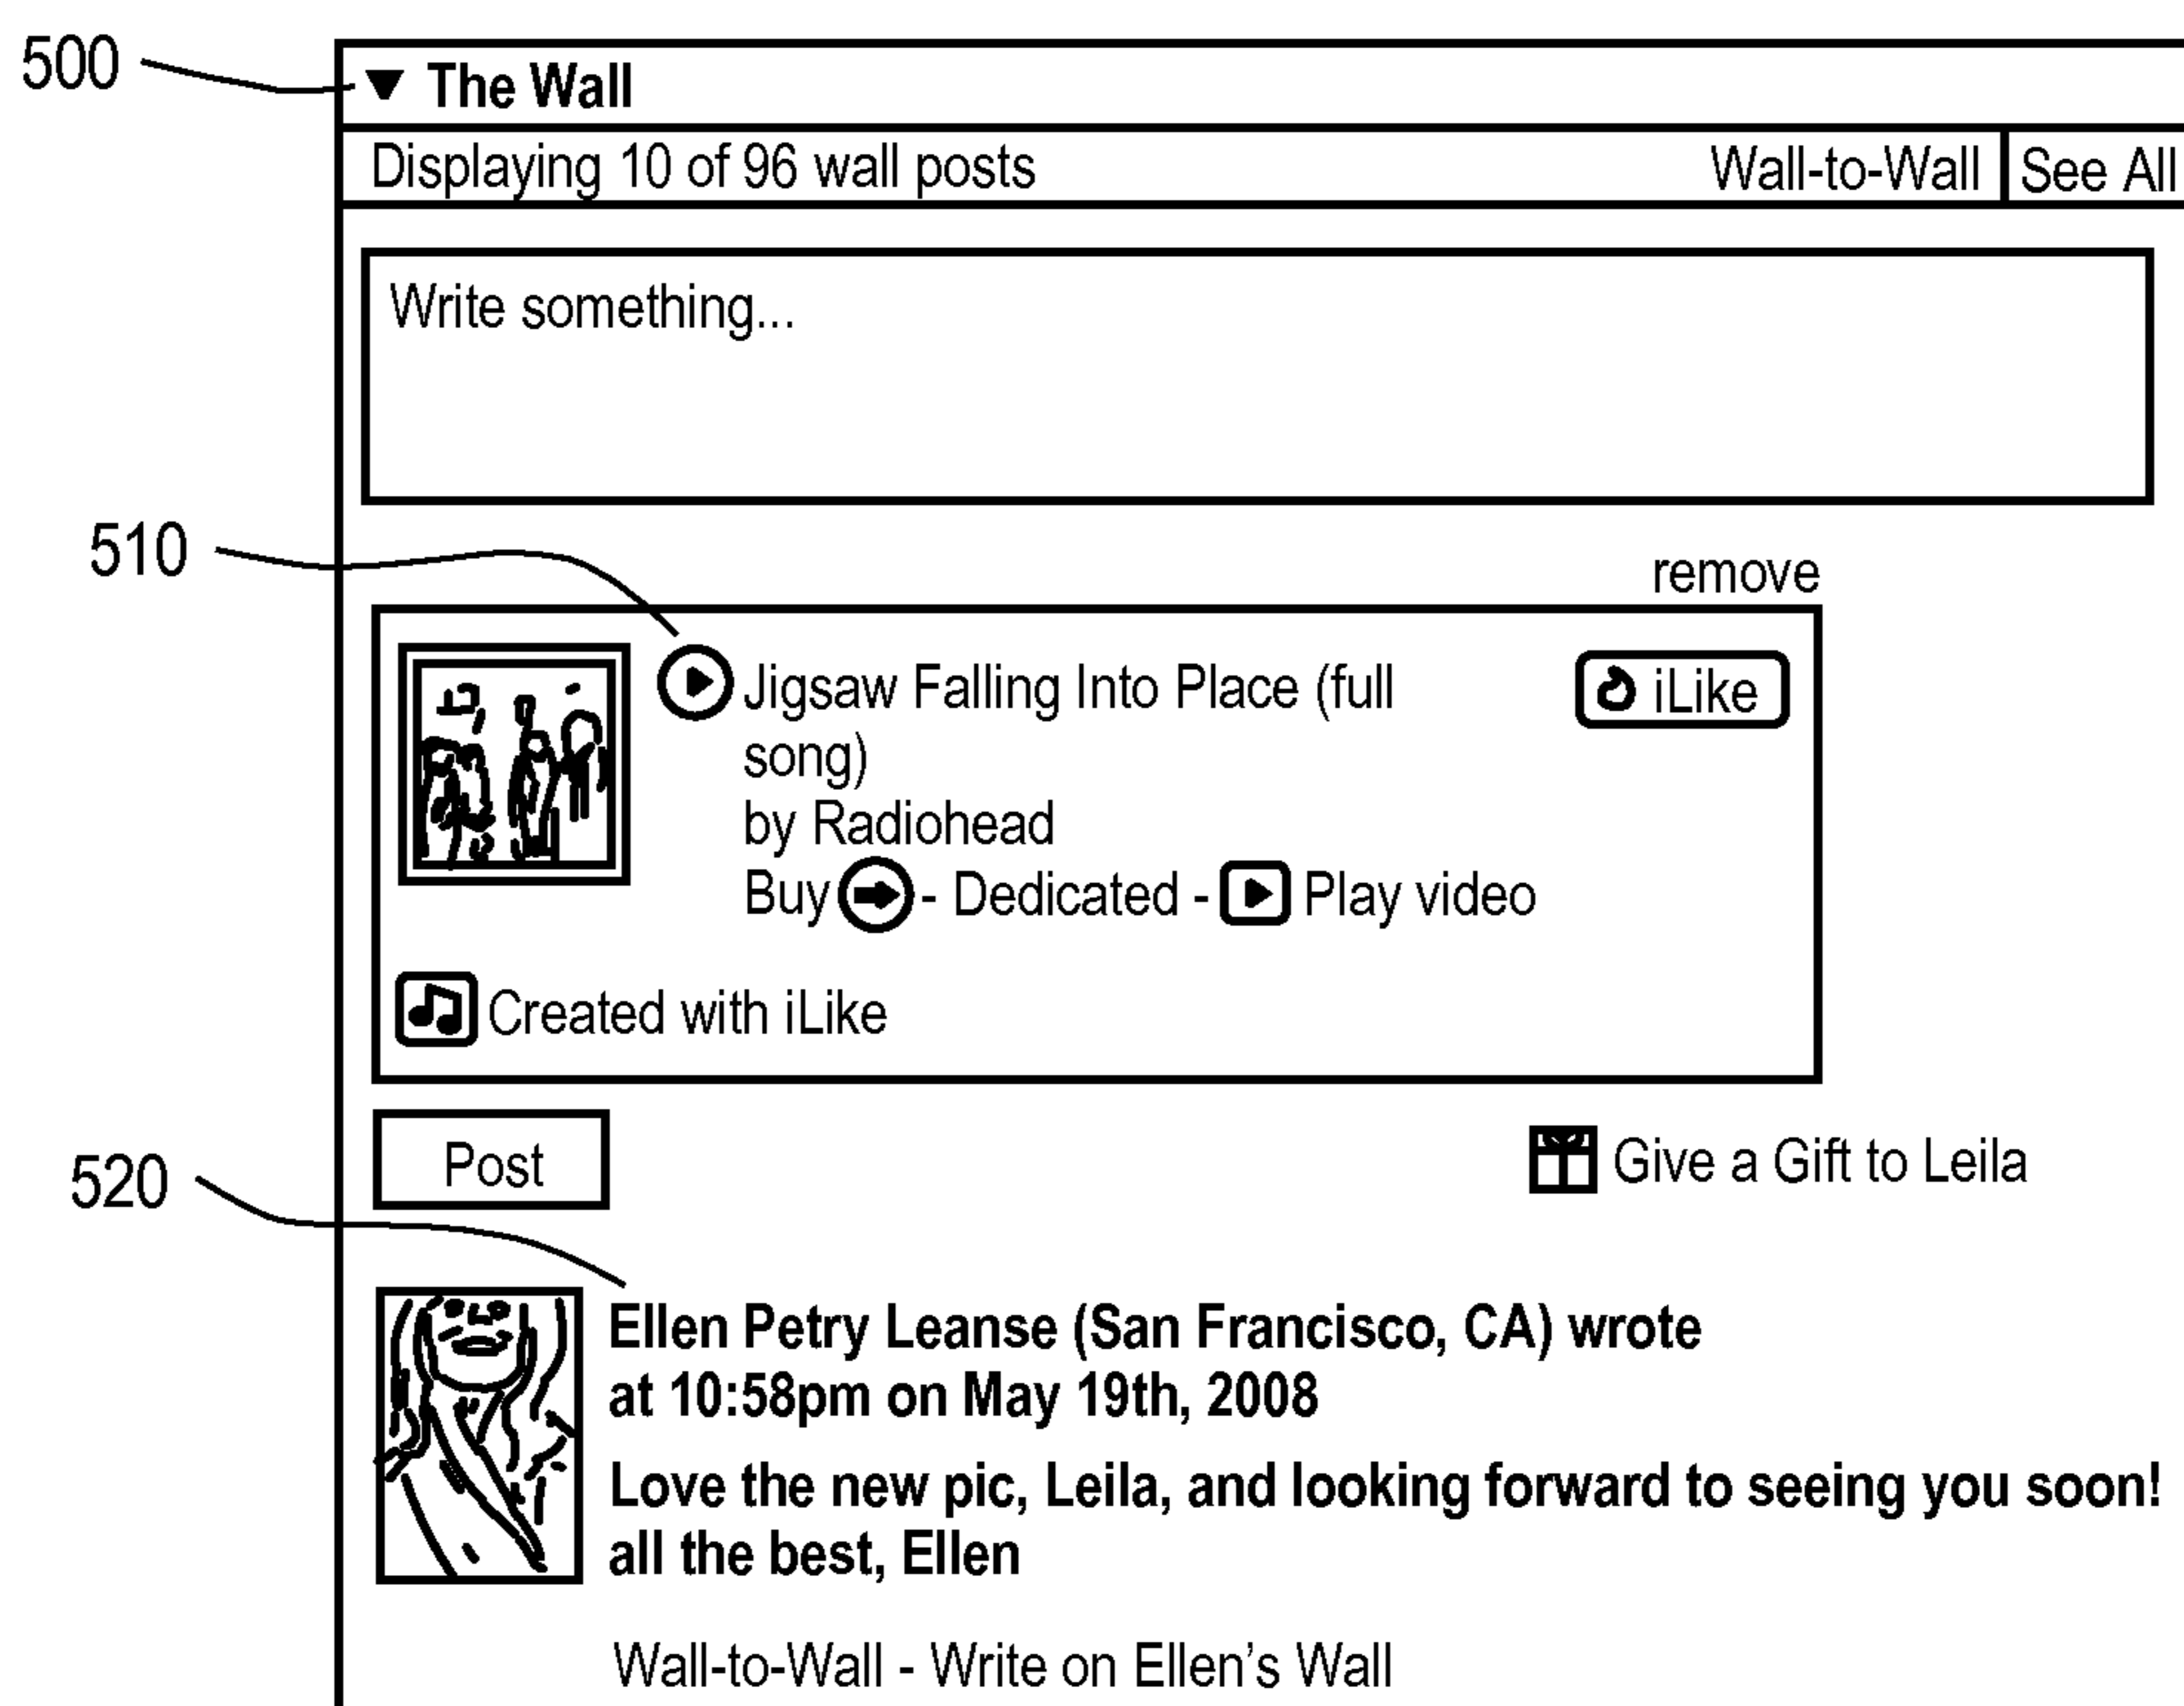 500
The Wall
Displaying 10 of 96 wall posts Wall-to-Wall See All
Write something...
510
remove
Jigsaw Falling Into Place (full
song)
iLike
by Radiohead
Buy - Dedicated - Play video
Created with iLike
Post
Give a Gift to Leila
520
Ellen Petry Leanse (San Francisco, CA) wrote
at 10:58pm on May 19th, 2008
Love the new pic, Leila, and looking forward to seeing you soon!
all the best, Ellen
Wall-to-Wall - Write on Ellen's Wall